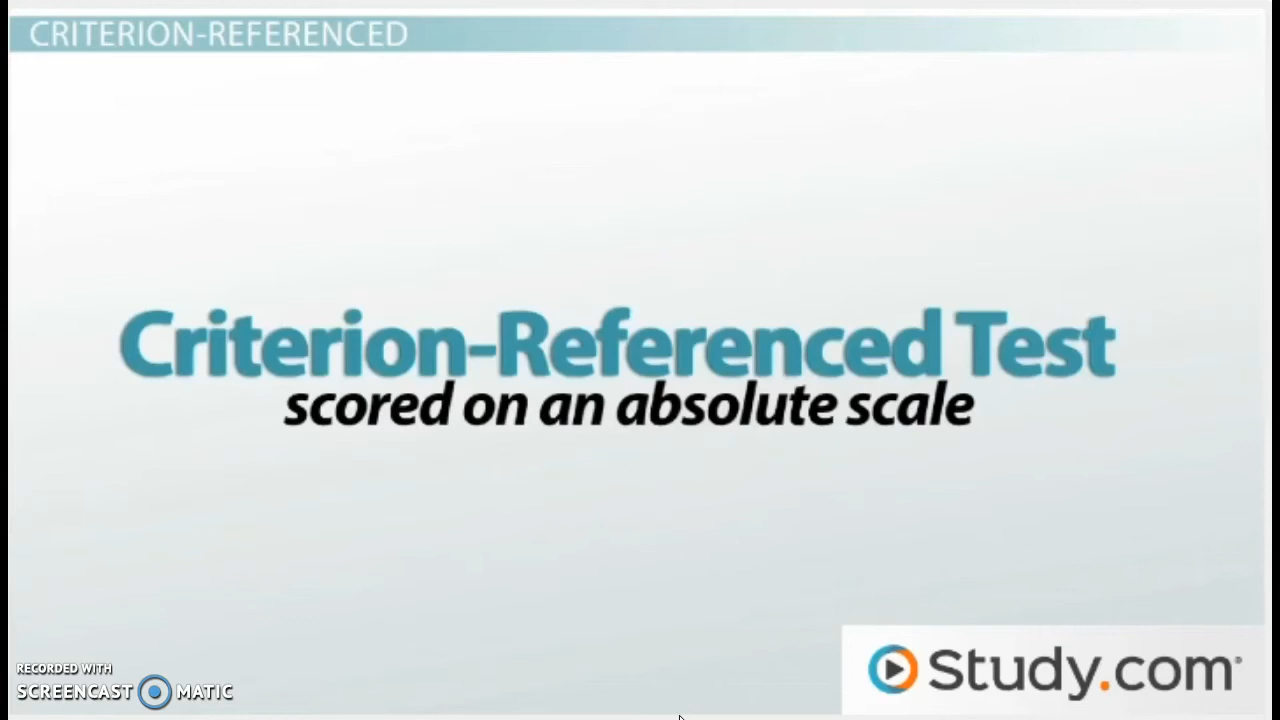 CRITERION-REFERENCED
Criterion-Referenced Test
scored on an absolute scale
RECORDED WITH
SCREENCAST MATIC
Study.com